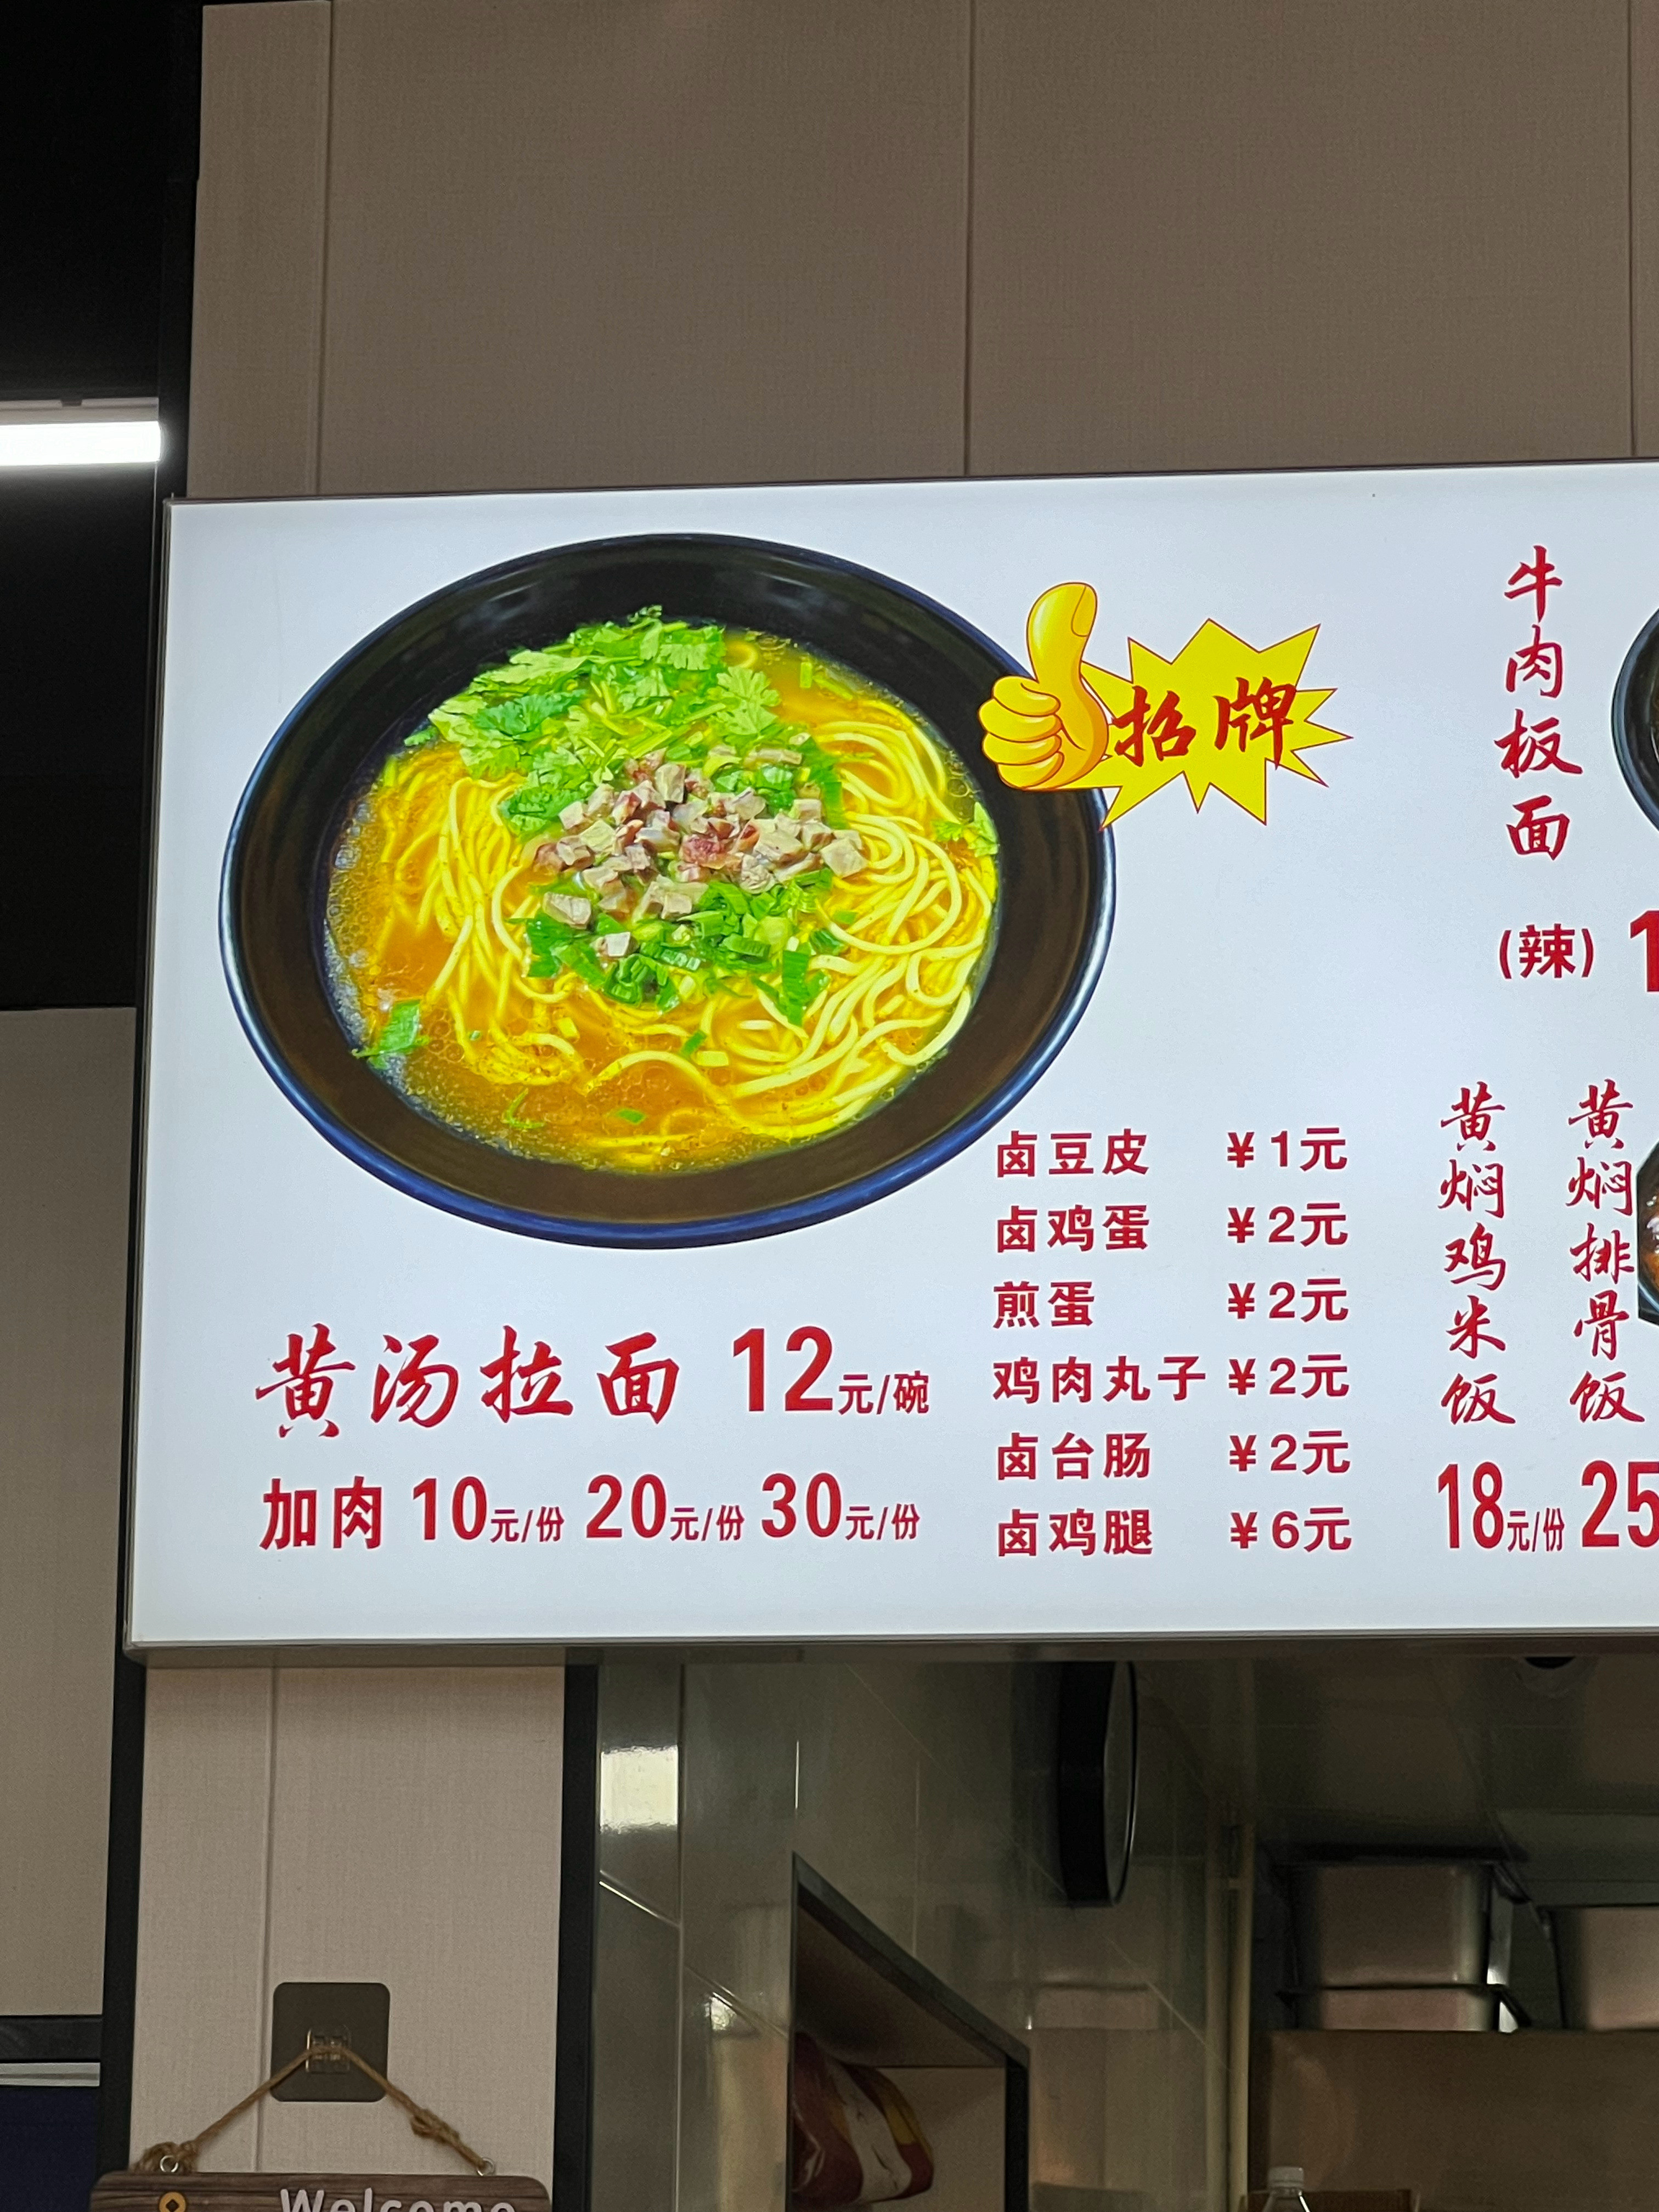 招牌
黄汤拉面 12元/碗
加肉 10元/份 20元/份 30元/份
卤豆皮 ¥1元
卤鸡蛋 ¥2元
煎蛋 ¥2元
鸡肉丸子 ¥2元
卤台肠 ¥2元
卤鸡腿 ¥6元
牛肉板面
(辣) 1
黄焖鸡米饭
黄焖排骨饭
18元/份 25
Welcome